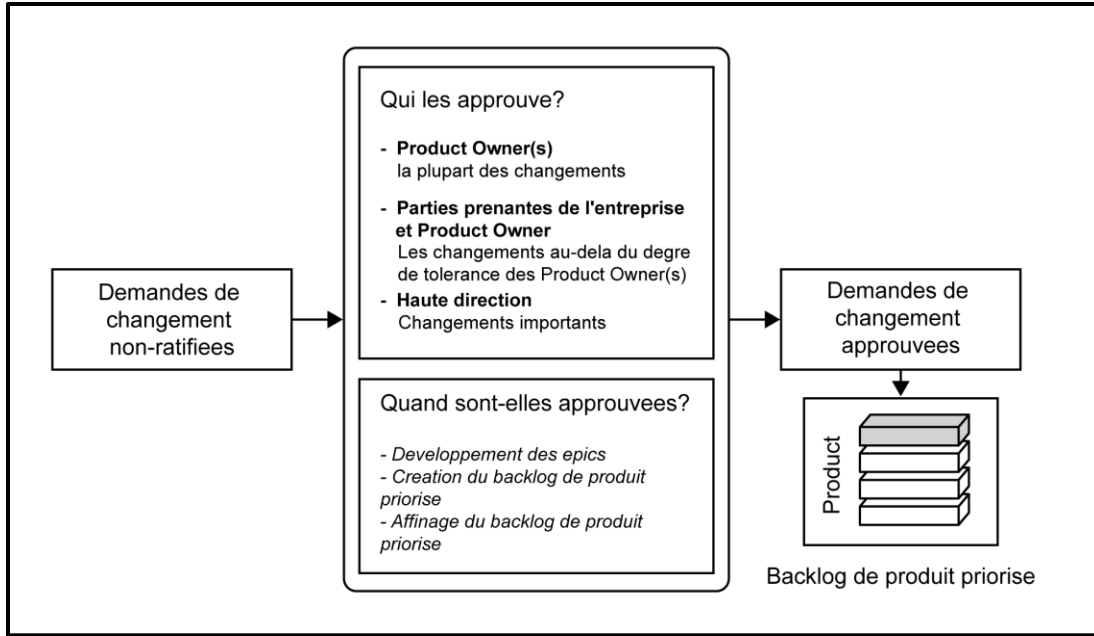 Demandes de
changement
non-ratifiees
Qui les approuve?
- Product Owner(s)
la plupart des changements
- Parties prenantes de l'entreprise
et Product Owner
Les changements au-dela du degre
de tolerance des Product Owner(s)
- Haute direction
Changements importants
Quand sont-elles approuvees?
- Developpement des epics
- Creation du backlog de produit
priorise
- Affinage du backlog de produit
priorise
Demandes de
changement
approuvees
Product
Backlog de produit priorise